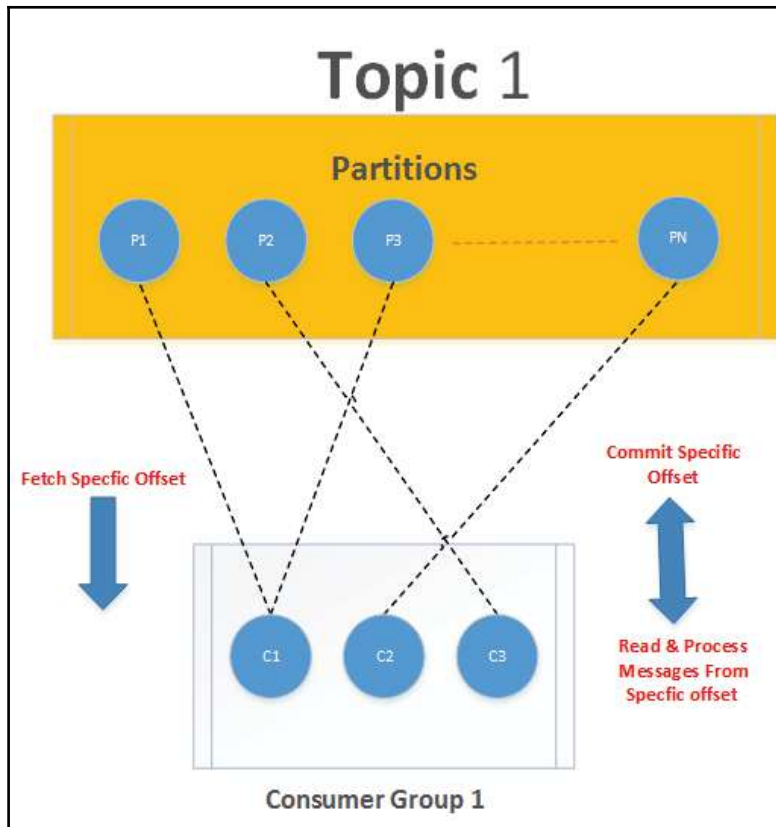 Topic 1
Partitions
P1 P2 P3 PN
Fetch Specfic Offset
Commit Specific
Offset
C1 C2 C3
Read & Process
Messages From
Specfic offset
Consumer Group 1